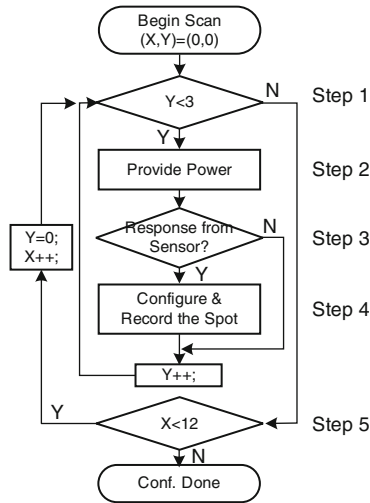 Begin Scan
(X,Y)=(0,0)
Y<3
N
Step 1
Y
Provide Power
Step 2
Response from
Sensor?
N
Step 3
Y=0;
X++;
Y
Configure &
Record the Spot
Step 4
Y++;
Y
X<12
Step 5
N
Conf. Done